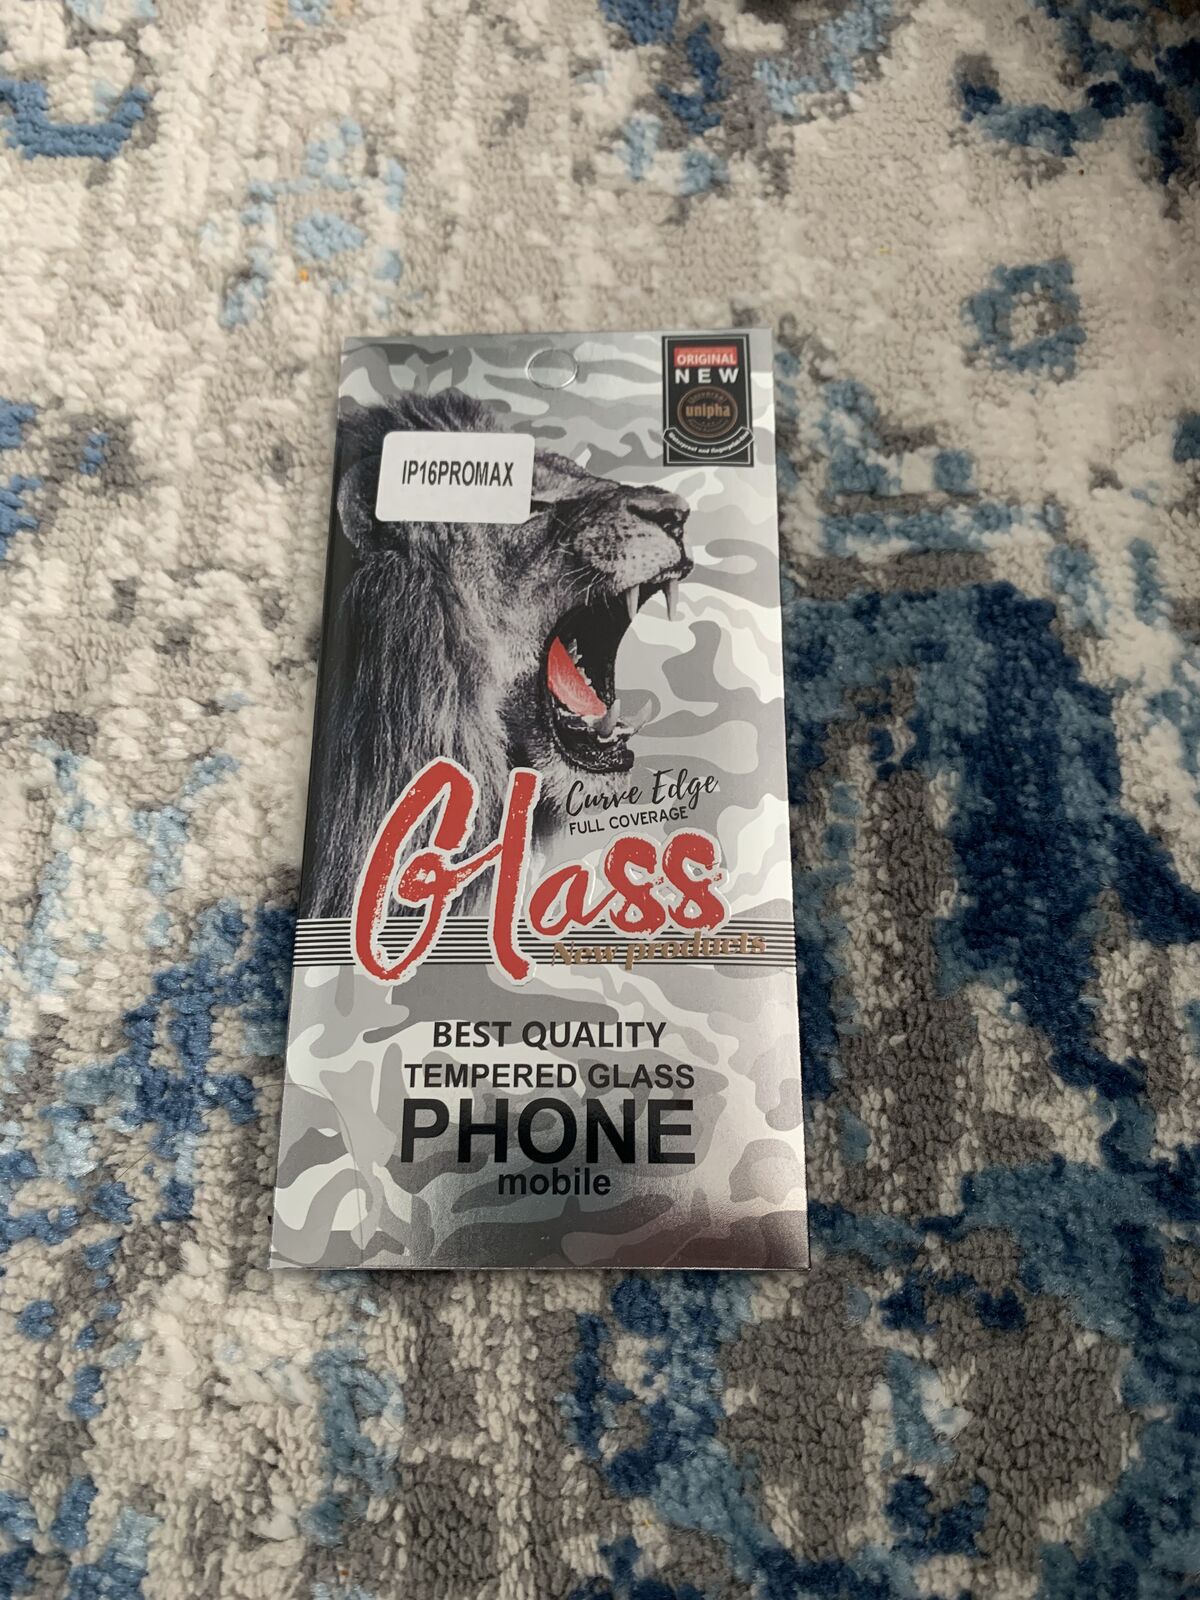 ORIGINAL
NEW
unipha
IP16PROMAX
Curve Edge
FULL COVERAGE
Glass
New products
BEST QUALITY
TEMPERED GLASS
PHONE
mobile